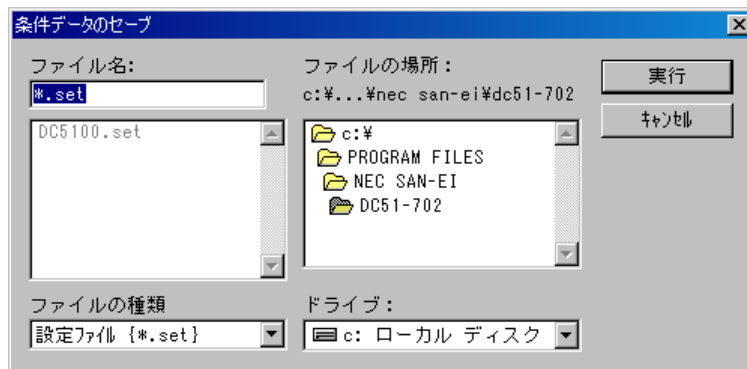 条件データのセーブ
ファイル名:
*.set
DC5100.set
ファイルの種類
設定ファイル {*.set}
ファイルの場所：
c:¥...¥nec san-ei¥dc51-702
c:¥
PROGRAM FILES
NEC SAN-EI
DC51-702
ドライブ：
c: ローカル ディスク
実行
キャンセル